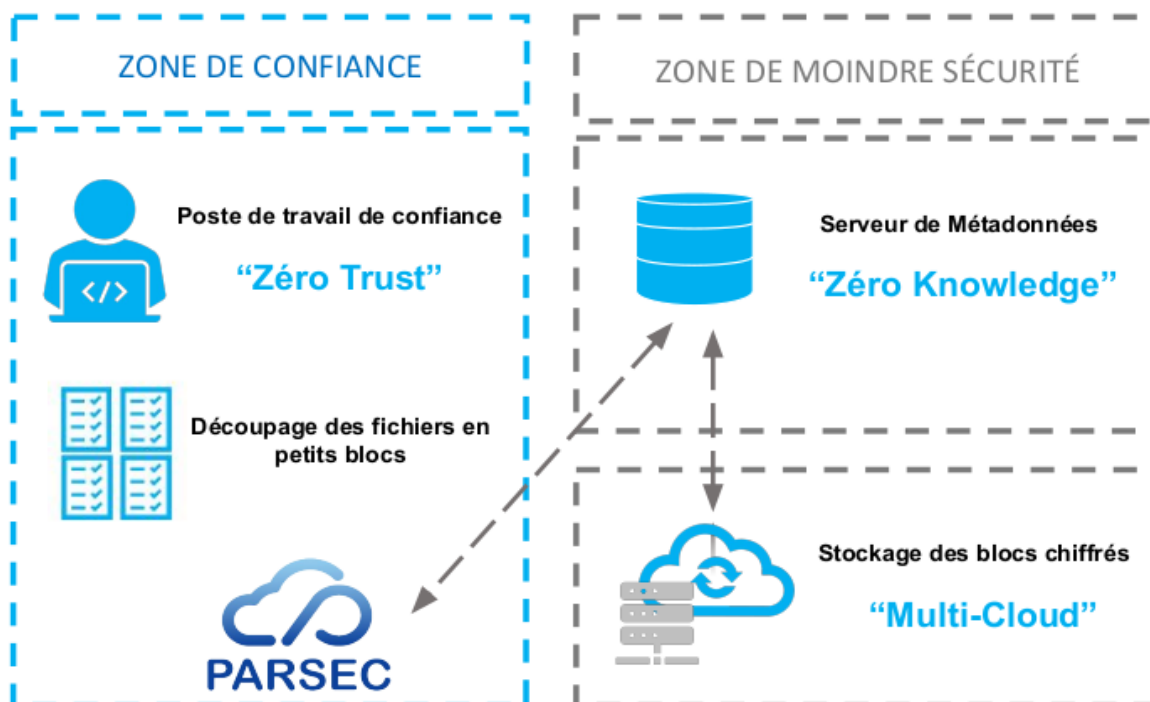 ZONE DE CONFIANCE
Poste de travail de confiance
“Zéro Trust”
</>
Découpage des fichiers en
petits blocs
PARSEC
ZONE DE MOINDRE SÉCURITÉ
Serveur de Métadonnées
“Zéro Knowledge”
Stockage des blocs chiffrés
“Multi-Cloud”